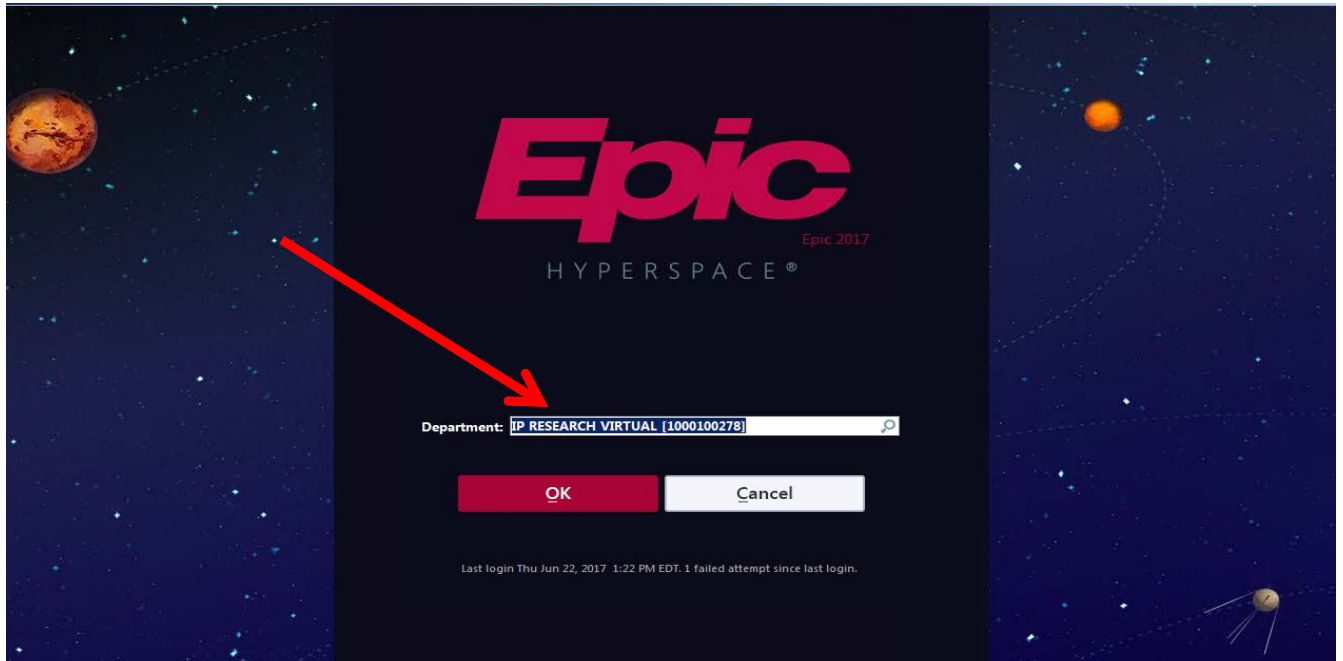 Epic
Epic 2017
HYPERSPACE®
Department: IP RESEARCH VIRTUAL [1000100278]
OK Cancel
Last login Thu Jun 22, 2017 1:22 PM EDT. 1 failed attempt since last login.